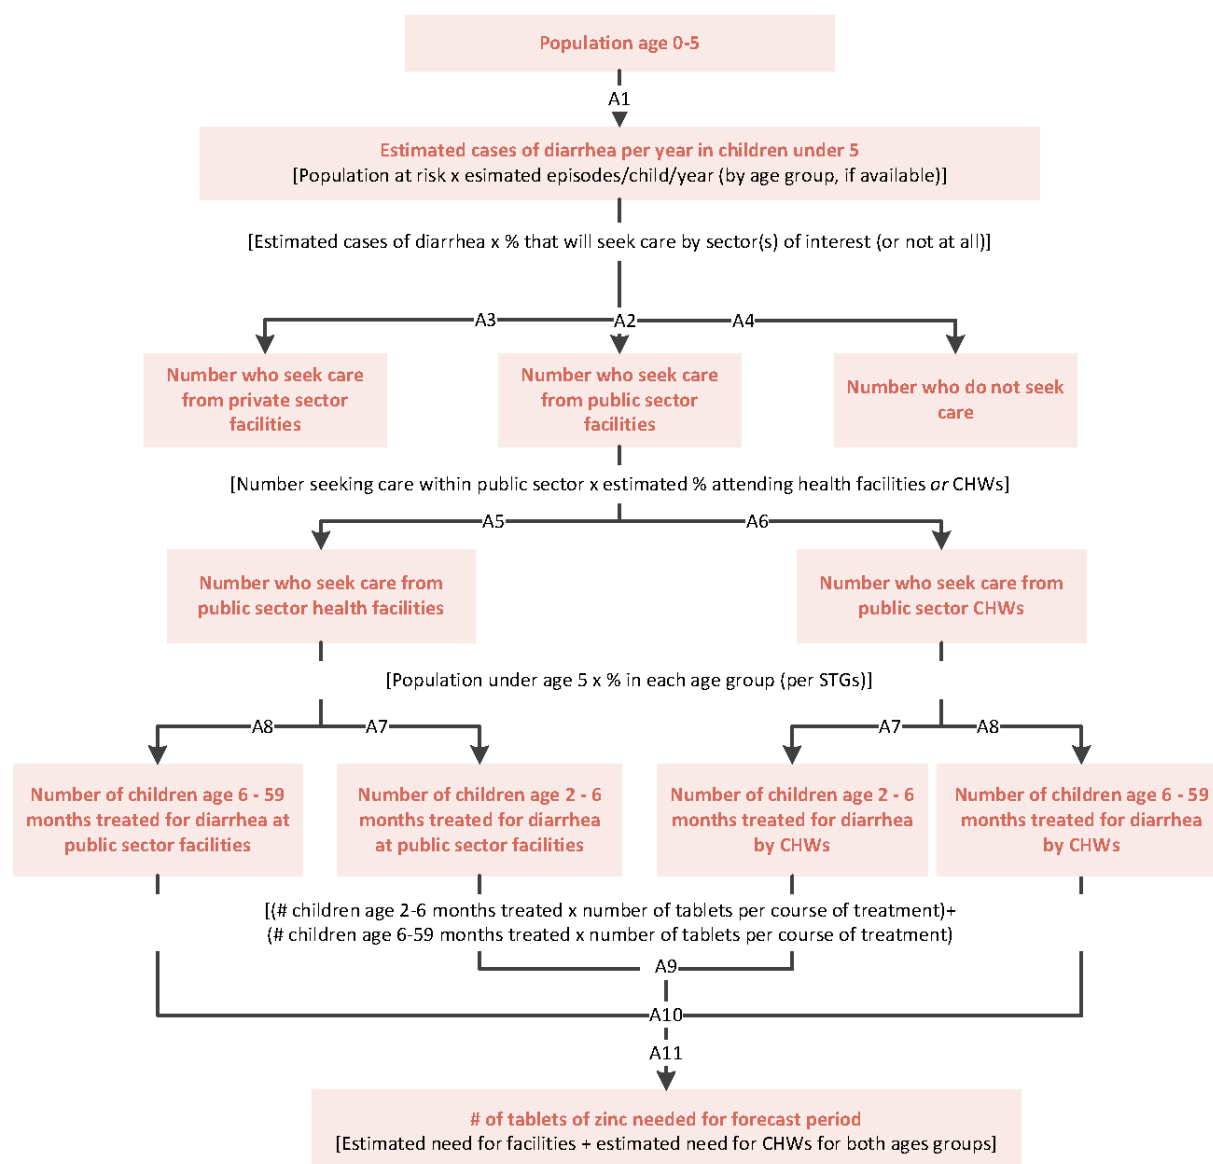 Population age 0-5
A1
Estimated cases of diarrhea per year in children under 5
[Population at risk x esimated episodes/child/year (by age group, if available)]
[Estimated cases of diarrhea x % that will seek care by sector(s) of interest (or not at all)]
A3
A2
A4
Number who seek care
from private sector
facilities
Number who seek care
from public sector
facilities
Number who do not seek
care
[Number seeking care within public sector x estimated % attending health facilities or CHWs]
A5
A6
Number who seek care from
public sector health facilities
Number who seek care from
public sector CHWs
[Population under age 5 x % in each age group (per STGs)]
A8
A7
A7
A8
Number of children age 6 - 59
months treated for diarrhea at
public sector facilities
Number of children age 2 - 6
months treated for diarrhea
at public sector facilities
Number of children age 2 - 6
months treated for diarrhea
by CHWs
Number of children age 6 - 59
months treated for diarrhea
by CHWs
[(# children age 2-6 months treated x number of tablets per course of treatment)+
(# children age 6-59 months treated x number of tablets per course of treatment)
A9
A10
A11
# of tablets of zinc needed for forecast period
[Estimated need for facilities + estimated need for CHWs for both ages groups]